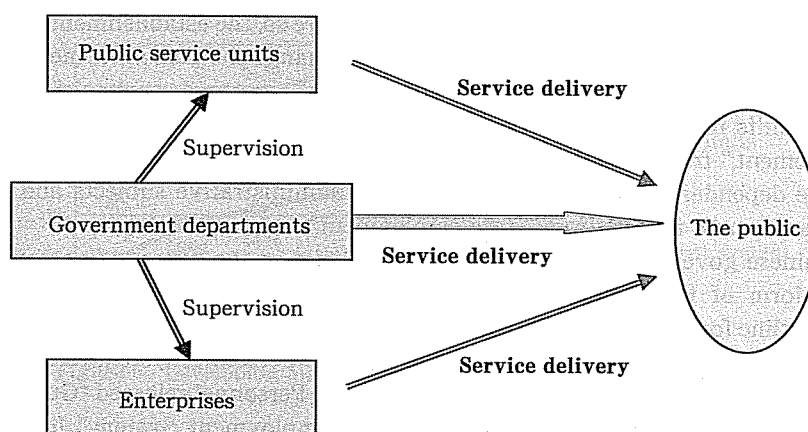 Public service units
Service delivery
Supervision
Government departments
The public
Service delivery
Supervision
Service delivery
Enterprises